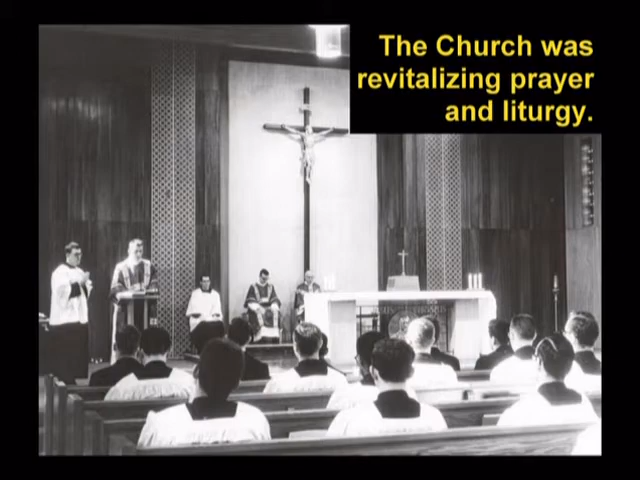 The Church was
revitalizing prayer
and liturgy.